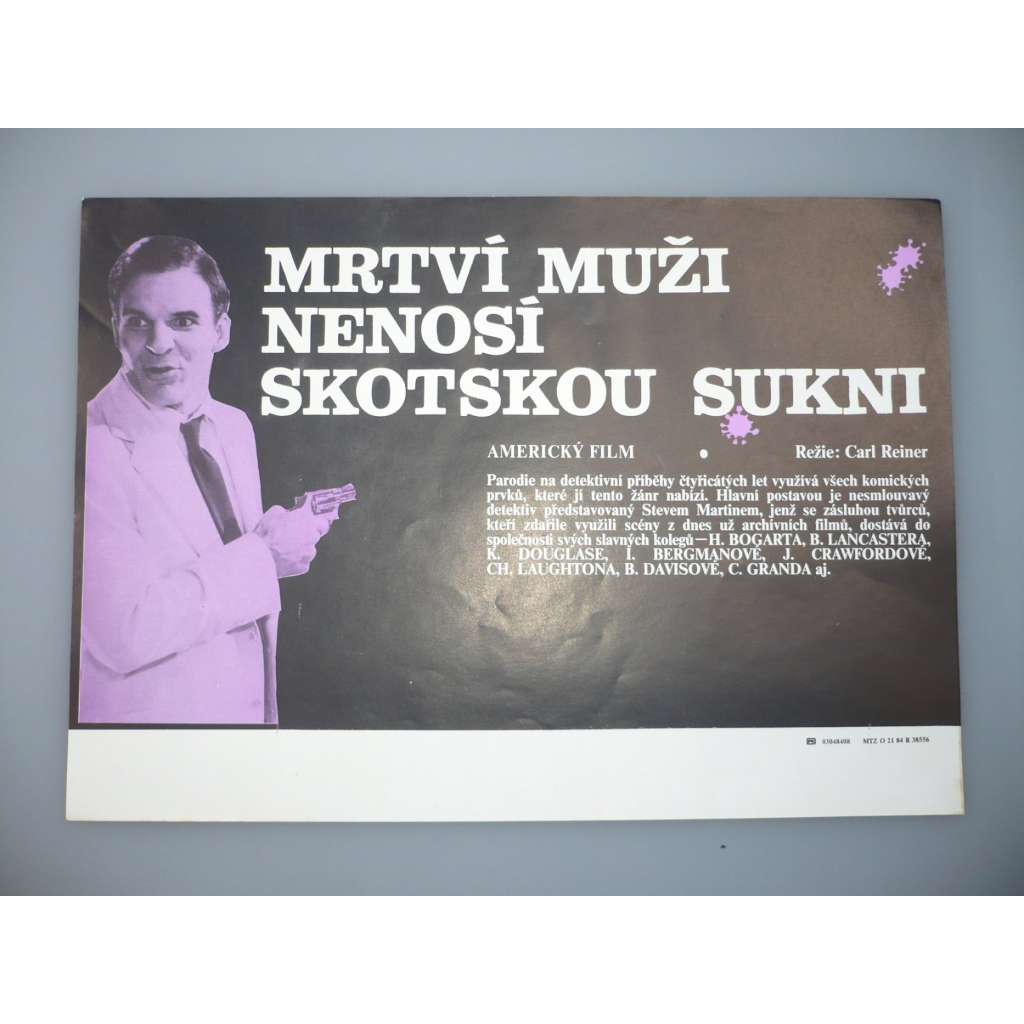 MRTVÍ MUŽI
NENOSÍ
SKOTSKOU SUKNI
AMERICKÝ FILM • Režie: Carl Reiner
Parodie na detektivní příběhy čtyřicátých let využívá všech komických
prvků, které jí tento žánr nabízí. Hlavní postavou je nesmlouvavý
detektiv představovaný Stevem Martinem, jenž se zásluhou tvůrců,
kteří zdařile využili scény z dnes už archivních filmů, dostává do
společnosti svých slavných kolegů—H. BOGARTA, B. LANCASTERA,
K. DOUGLASE, I. BERGMANOVÉ, J. CRAWFORDOVÉ,
CH. LAUGHTONA, B. DAVISOVÉ, C. GRANDA aj.
03048408 MTZ O 21 84 R 38556